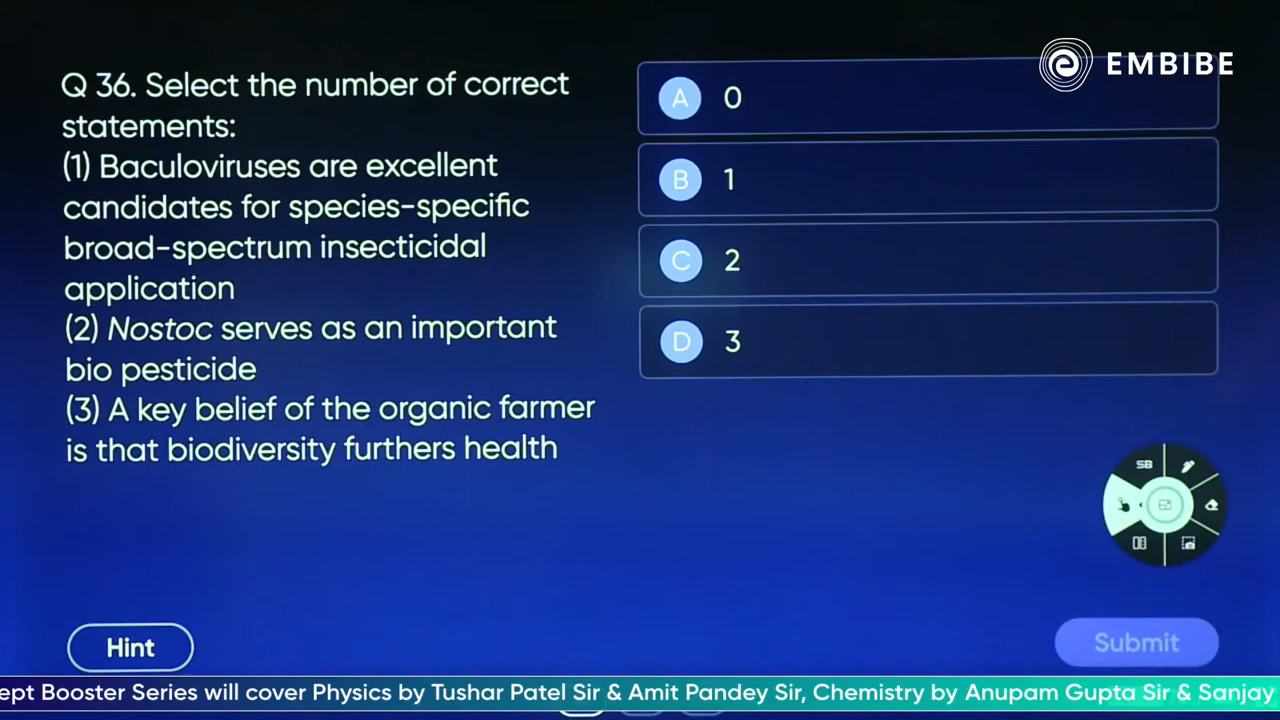 EMBIBE
Q 36. Select the number of correct
statements:
(1) Baculoviruses are excellent
candidates for species-specific
broad-spectrum insecticidal
application
(2) Nostoc serves as an important
bio pesticide
(3) A key belief of the organic farmer
is that biodiversity furthers health
A 0
B 1
C 2
D 3
SB
Hint
Submit
ept Booster Series will cover Physics by Tushar Patel Sir & Amit Pandey Sir, Chemistry by Anupam Gupta Sir & Sanjay